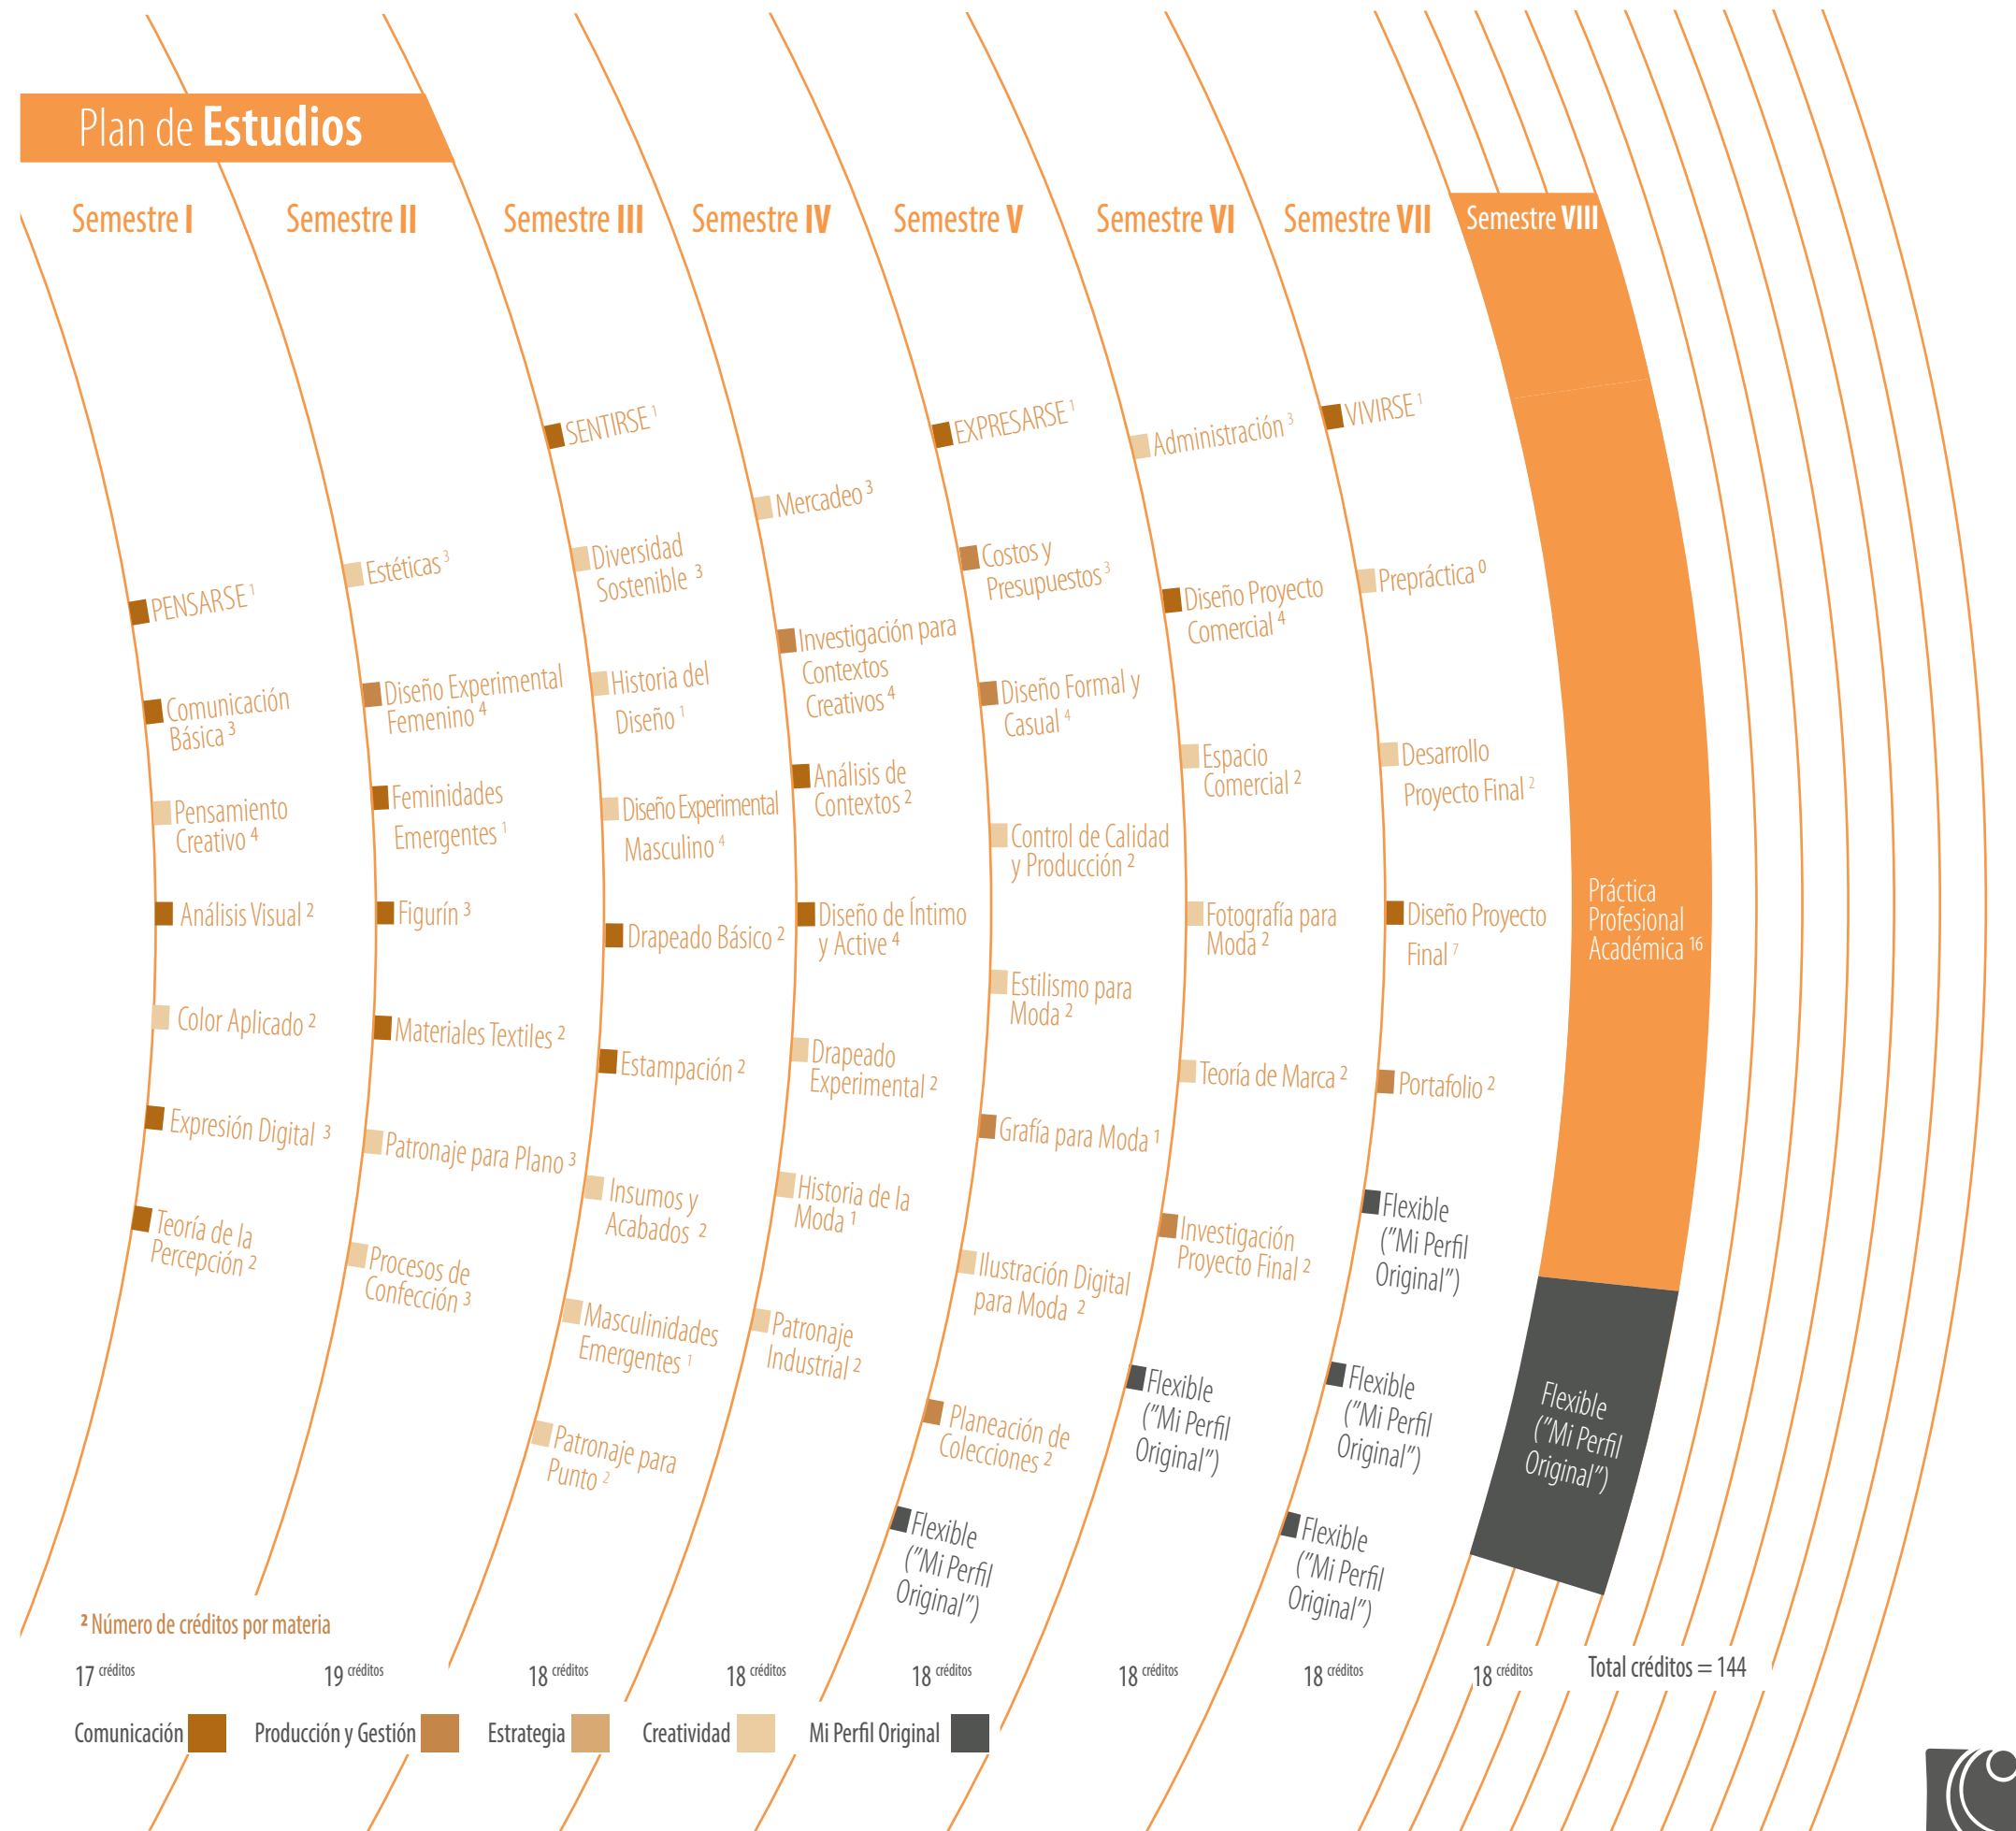 Plan de Estudios
Semestre I
PENSARSE 1
Comunicación
Básica 3
Pensamiento
Creativo 4
Análisis Visual 2
Color Aplicado 2
Expresión Digital 3
Teoría de la
Percepción 2
Semestre II
Estéticas 3
Diseño Experimental
Femenino 4
Feminidades
Emergentes 1
Figurín 3
Materiales Textiles 2
Patronaje para Plano 3
Procesos de
Confección 3
Semestre III
SENTIRSE 1
Diversidad
Sostenible 3
Historia del
Diseño 1
Diseño Experimental
Masculino 4
Drapeado Básico 2
Estampación 2
Insumos y
Acabados 2
Masculinidades
Emergentes 1
Patronaje para
Punto 2
Semestre IV
Mercadeo 3
Investigación para
Contextos
Creativos 4
Análisis de
Contextos 2
Diseño de Íntimo
y Active 4
Drapeado
Experimental 2
Historia de la
Moda 1
Patronaje
Industrial 2
Semestre V
EXPRESARSE 1
Costos y
Presupuestos 3
Diseño Formal y
Casual 4
Control de Calidad
y Producción 2
Estilismo para
Moda 2
Grafía para Moda 1
Ilustración Digital
para Moda 2
Planeación de
Colecciones 2
Flexible
("Mi Perfil
Original")
Semestre VI
Administración 3
Diseño Proyecto
Comercial 4
Espacio
Comercial 2
Fotografía para
Moda 2
Teoría de Marca 2
Investigación
Proyecto Final 2
Flexible
("Mi Perfil
Original")
Semestre VII
VIVIRSE 1
Prepráctica 0
Desarrollo
Proyecto Final 2
Diseño Proyecto
Final 7
Portafolio 2
Flexible
("Mi Perfil
Original")
Flexible
("Mi Perfil
Original")
Flexible
("Mi Perfil
Original")
Semestre VIII
Práctica
Profesional
Académica 16
Flexible
("Mi Perfil
Original")
2 Número de créditos por materia
17 créditos
19 créditos
18 créditos
18 créditos
18 créditos
18 créditos
18 créditos
18 créditos
Total créditos = 144
Comunicación
Producción y Gestión
Estrategia
Creatividad
Mi Perfil Original